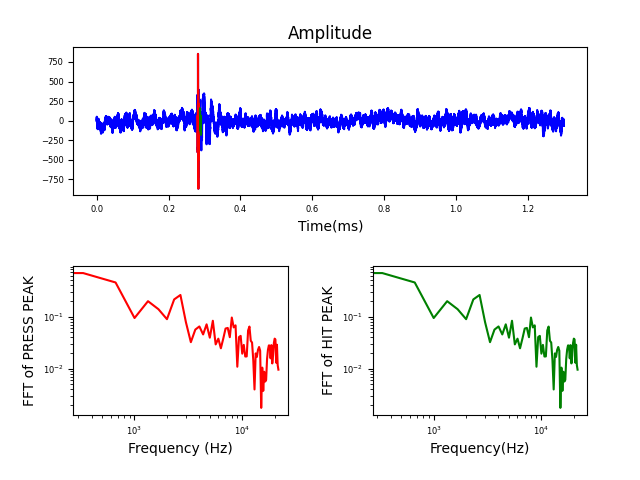 Amplitude
750
500
250
0
−250
−500
−750
0.0 0.2 0.4 0.6 0.8 1.0 1.2
Time(ms)
FFT of PRESS PEAK
10⁻¹
10⁻²
10³ 10⁴
Frequency (Hz)
FFT of HIT PEAK
10⁻¹
10⁻²
10³ 10⁴
Frequency(Hz)